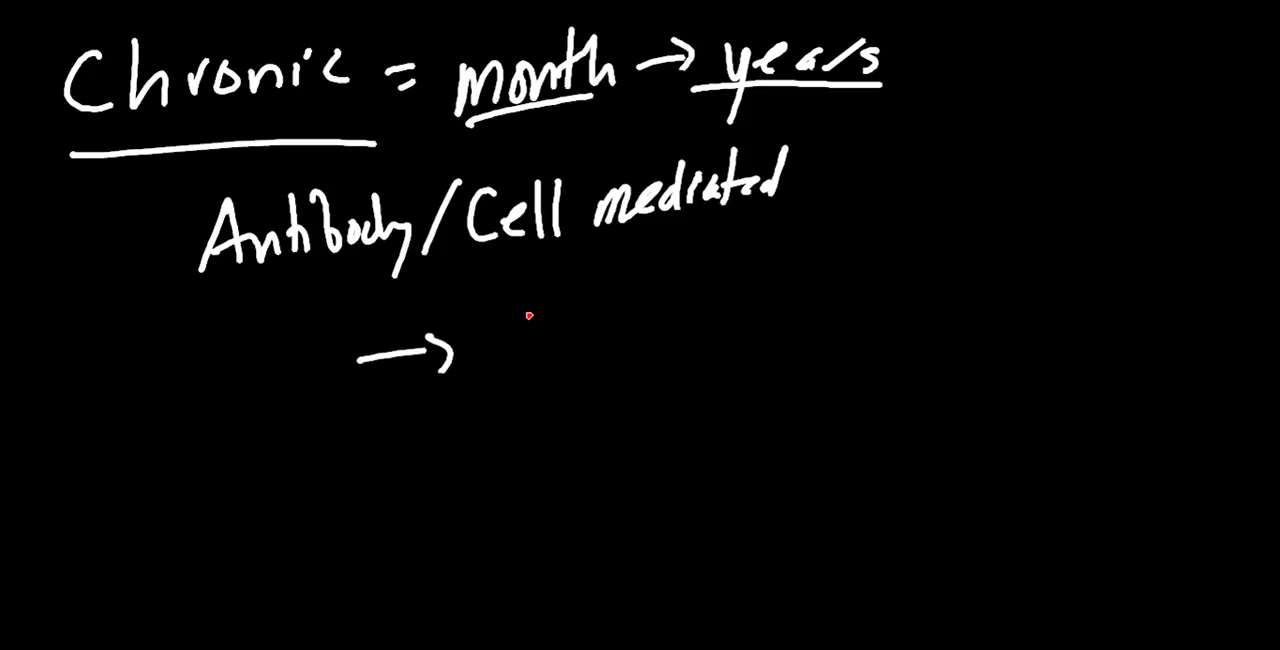 Chronic = month → years
Antibody/Cell mediated
→